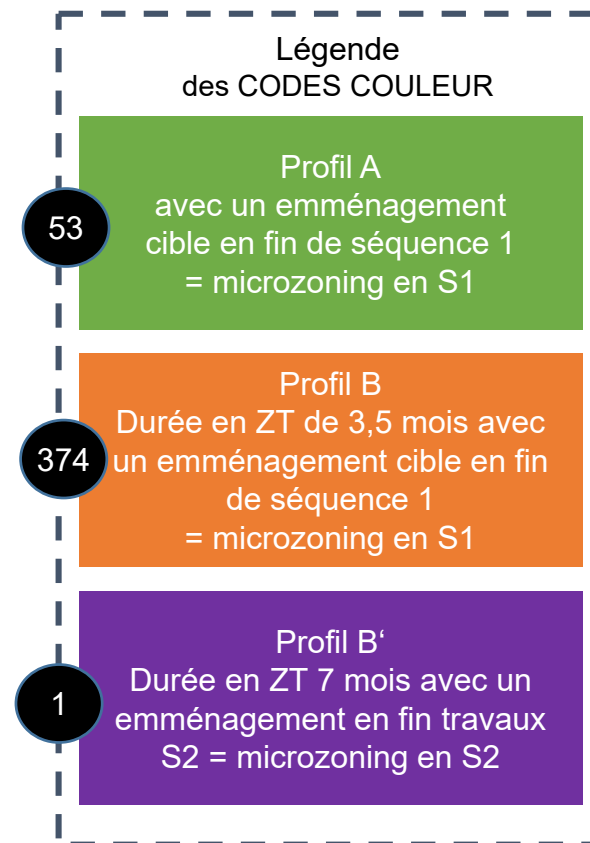 Légende
des CODES COULEUR
53
Profil A
avec un emménagement
cible en fin de séquence 1
= microzoning en S1
374
Profil B
Durée en ZT de 3,5 mois avec
un emménagement cible en fin
de séquence 1
= microzoning en S1
1
Profil B‘
Durée en ZT 7 mois avec un
emménagement en fin travaux
S2 = microzoning en S2